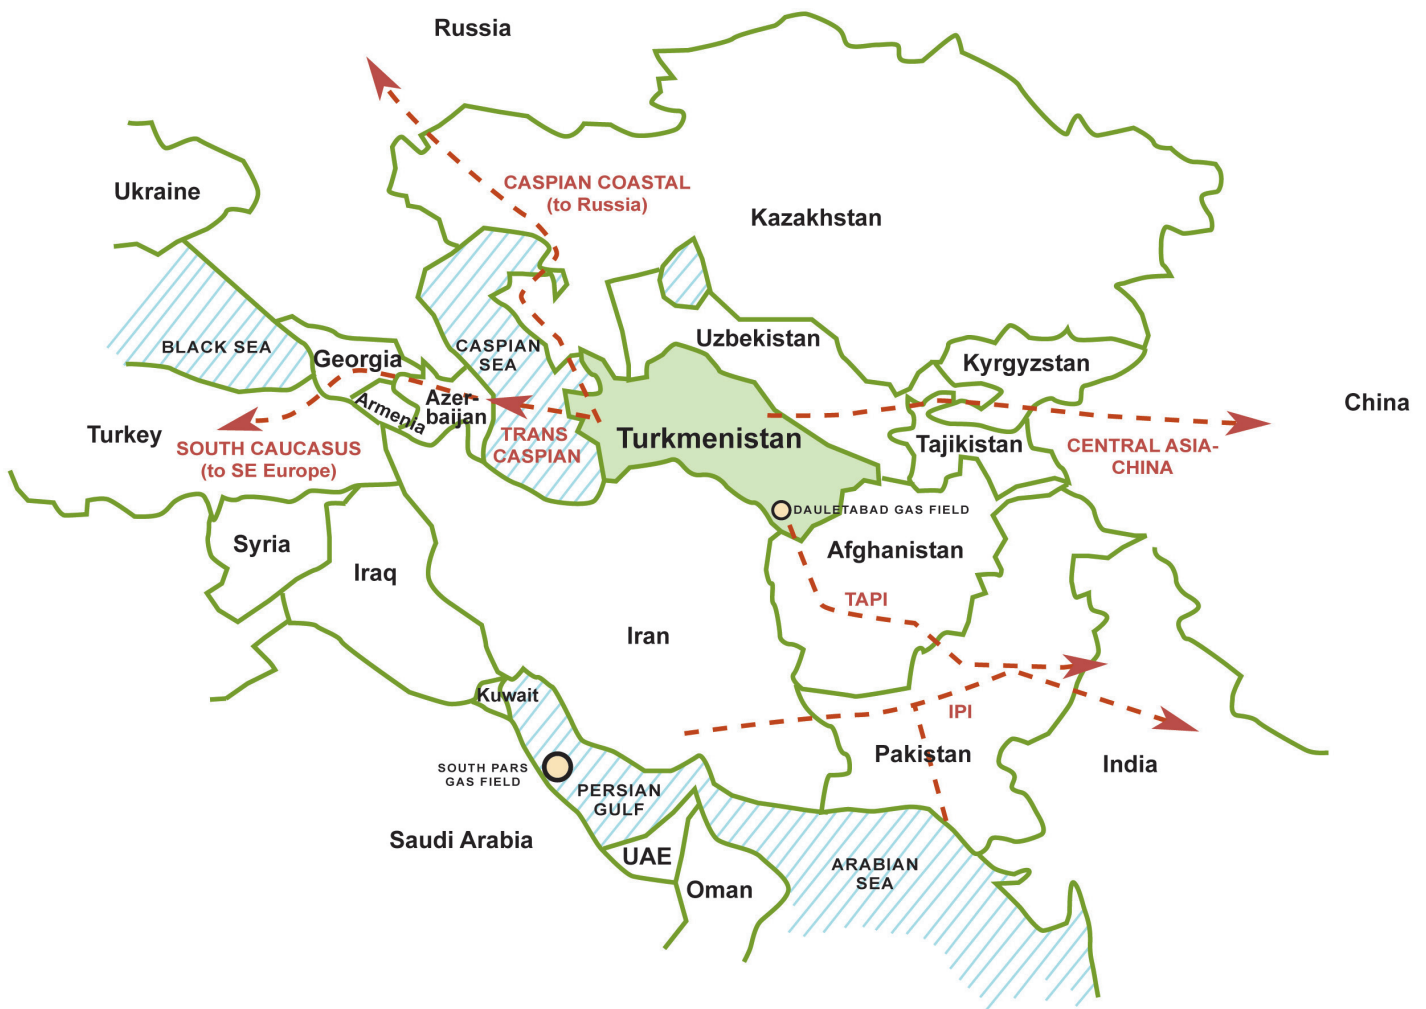 Russia
CASPIAN COASTAL
(to Russia)
Ukraine
Kazakhstan
BLACK SEA
Georgia
CASPIAN
SEA
Uzbekistan
Kyrgyzstan
Armenia
Azer-
baijan
China
Turkey
SOUTH CAUCASUS
(to SE Europe)
TRANS
CASPIAN
Turkmenistan
Tajikistan
CENTRAL ASIA-
CHINA
DAULETABAD GAS FIELD
Syria
Iraq
Afghanistan
TAPI
Iran
Kuwait
IPI
Pakistan
India
SOUTH PARS
GAS FIELD
PERSIAN
GULF
Saudi Arabia
UAE
Oman
ARABIAN
SEA